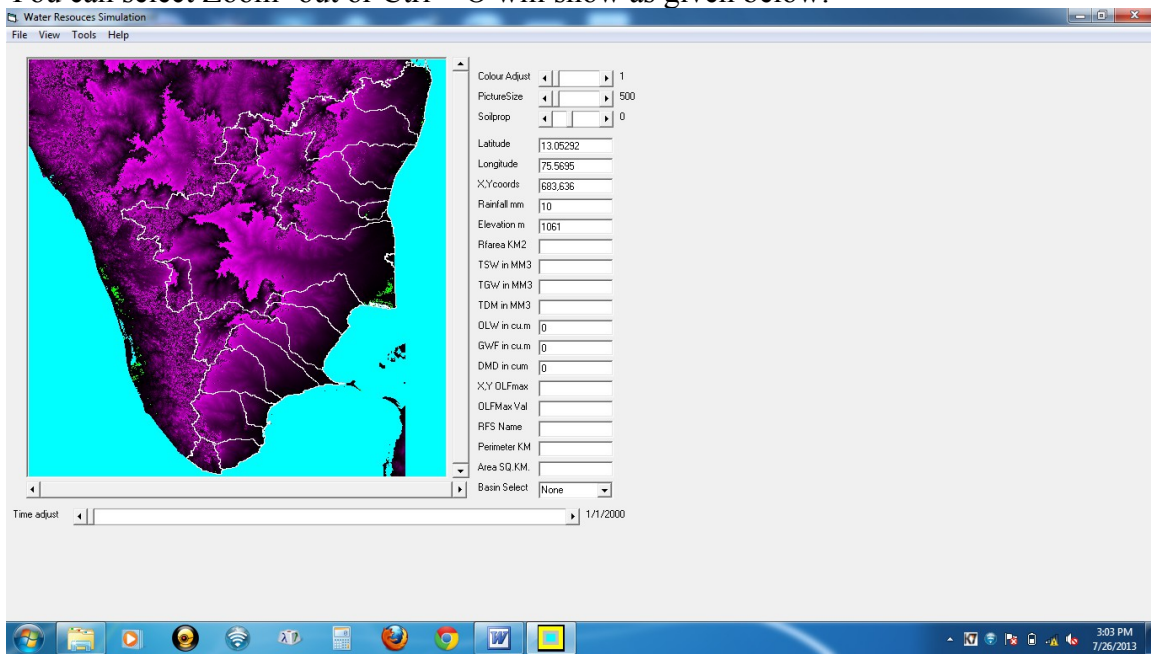 You can select Zoom- out or Ctrl + O will show as given below.
Water Resouces Simulation
File View Tools Help
Colour Adjust 1
PictureSize 500
Soilprop 0
Latitude 13.05292
Longitude 75.5695
X,Ycoords 683,636
Rainfall mm 10
Elevation m 1061
Rfarea KM2
TSW in MM3
TGW in MM3
TDM in MM3
OLW in cu.m 0
GWF in cu.m 0
DMD in cum 0
X,Y OLFmax
OLFMax Val
RFS Name
Perimeter KM
Area SQ.KM.
Basin Select None
Time adjust 1/1/2000
3:03 PM
7/26/2013